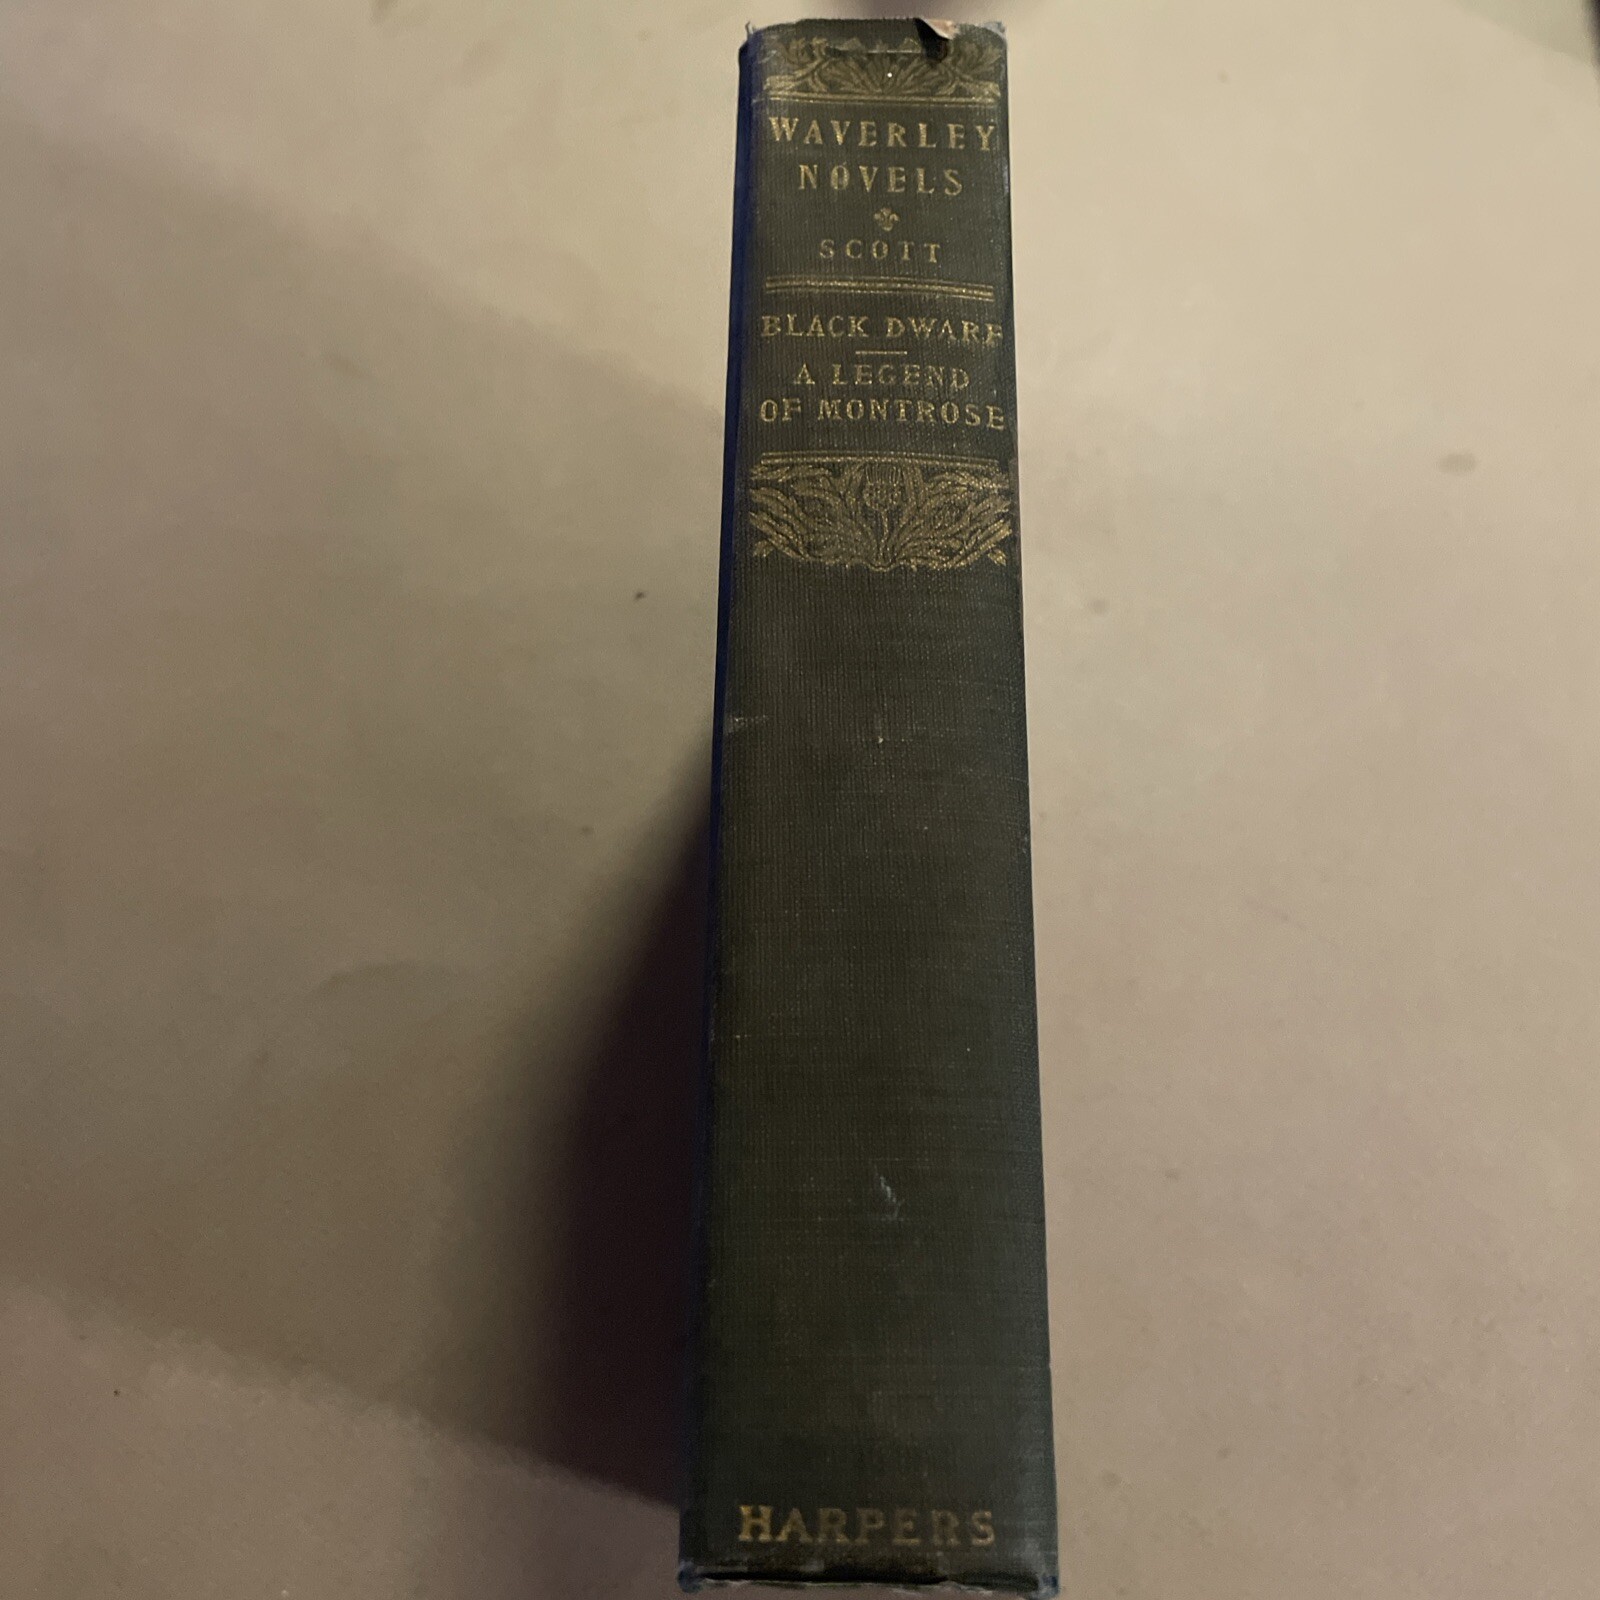 WAVERLEY
NOVELS
SCOTT
BLACK DWARF
A LEGEND
OF MONTROSE
HARPERS